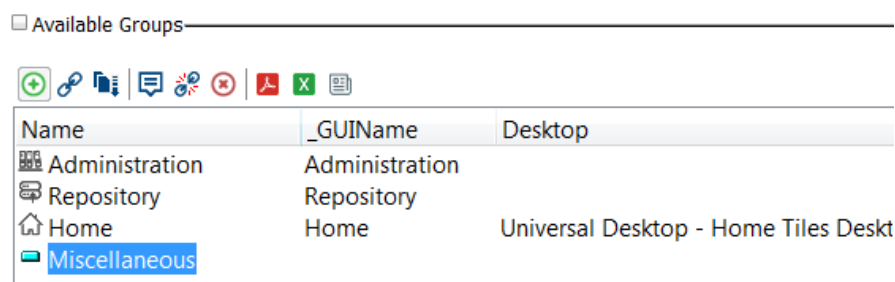 Available Groups
Name _GUIName Desktop
Administration Administration
Repository Repository
Home Home Universal Desktop - Home Tiles Deskt
Miscellaneous